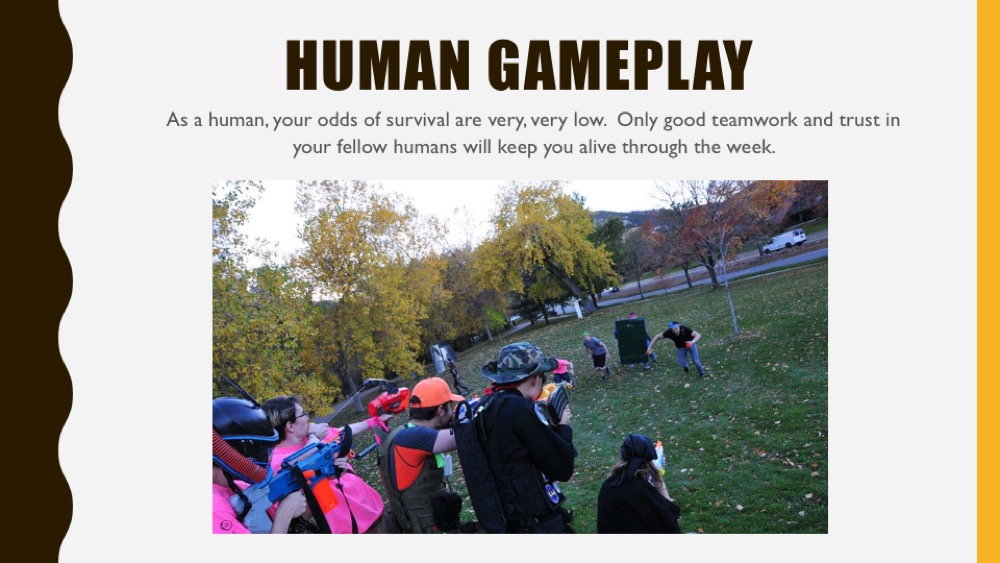 HUMAN GAMEPLAY
As a human, your odds of survival are very, very low.  Only good teamwork and trust in
your fellow humans will keep you alive through the week.